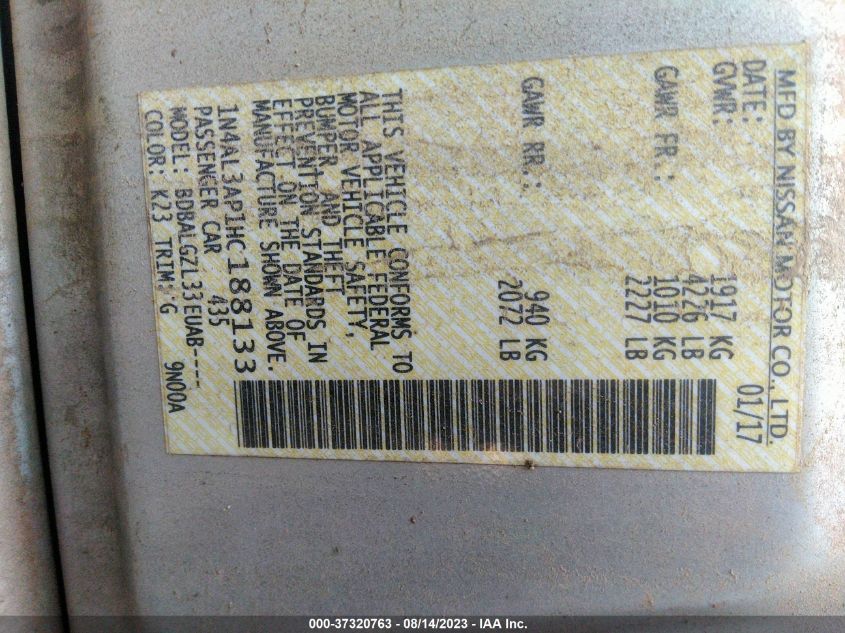 MFD BY NISSAN MOTOR CO., LTD.
DATE: 01/17
GVWR: 1917 KG
4226 LB
GAWR FR.: 1010 KG
2227 LB
GAWR RR.: 940 KG
2072 LB
THIS VEHICLE CONFORMS TO
ALL APPLICABLE FEDERAL
MOTOR VEHICLE SAFETY,
BUMPER AND THEFT
PREVENTION STANDARDS IN
EFFECT ON THE DATE OF
MANUFACTURE SHOWN ABOVE.
1N4AL3AP1HC188133
PASSENGER CAR 435
MODEL: BDBALGZL33EUAB----
COLOR: K23 TRIM: G 9N00A
000-37320763 - 08/14/2023 - IAA Inc.